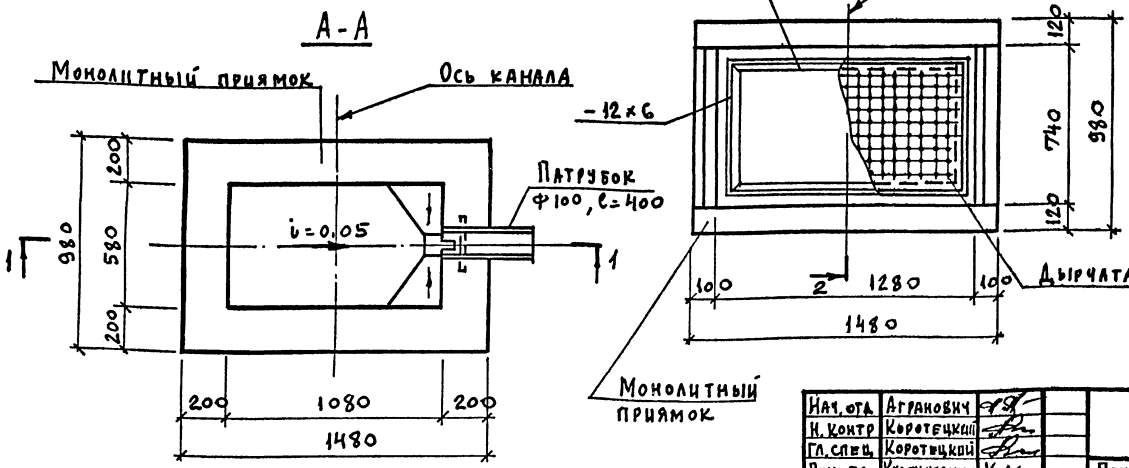 А-А
Монолитный приямок
Ось канала
Патрубок
Ф100, ℓ=400
i=0.05
1
1
200
580
200
980
200
1080
200
1480
-12×6
120
740
120
980
2
100
1280
100
1480
Дырчата
Монолитный
приямок
Нач. отд. Агранович
Н. контр Коротецкий
Гл. спец. Коротецкий